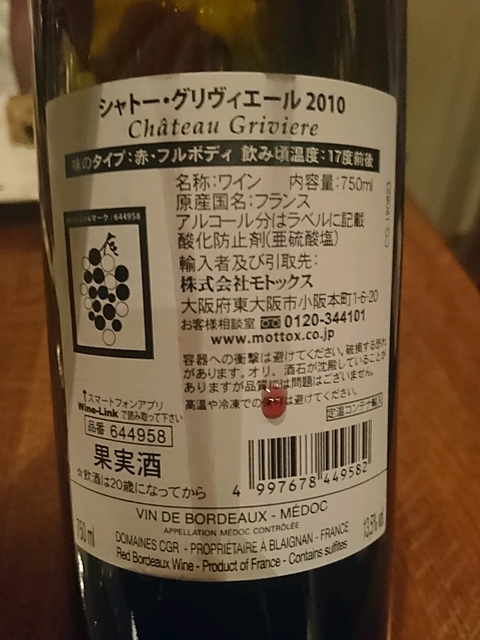 シャトー・グリヴィエール 2010
Château Griviere
味のタイプ：赤・フルボディ 飲み頃温度：17度前後
名称：ワイン 内容量：750ml
原産国名：フランス
アルコール分はラベルに記載
酸化防止剤(亜硫酸塩)
輸入者及び引取先：
株式会社モトックス
大阪府東大阪市小阪本町1-6-20
お客様相談室 0120-344101
www.mottox.co.jp
容器への衝撃は避けてください。破損する恐れ
があります。オリ、酒石が沈殿していることが
ありますが品質には問題はございません。
高温や冷凍での保存は避けてください。
定温コンテナ輸入
マーク：644958
↑スマートフォンアプリ
Wine-Linkで読み取って下さい
品番 644958
果実酒
☆飲酒は20歳になってから
4 997678 449582
VIN DE BORDEAUX - MÉDOC
APPELLATION MÉDOC CONTRÔLÉE
750 ml
DOMAINES CGR - PROPRIÉTAIRE À BLAIGNAN - FRANCE
13,5% vol.
Red Bordeaux Wine - Product of France - Contains sulfites